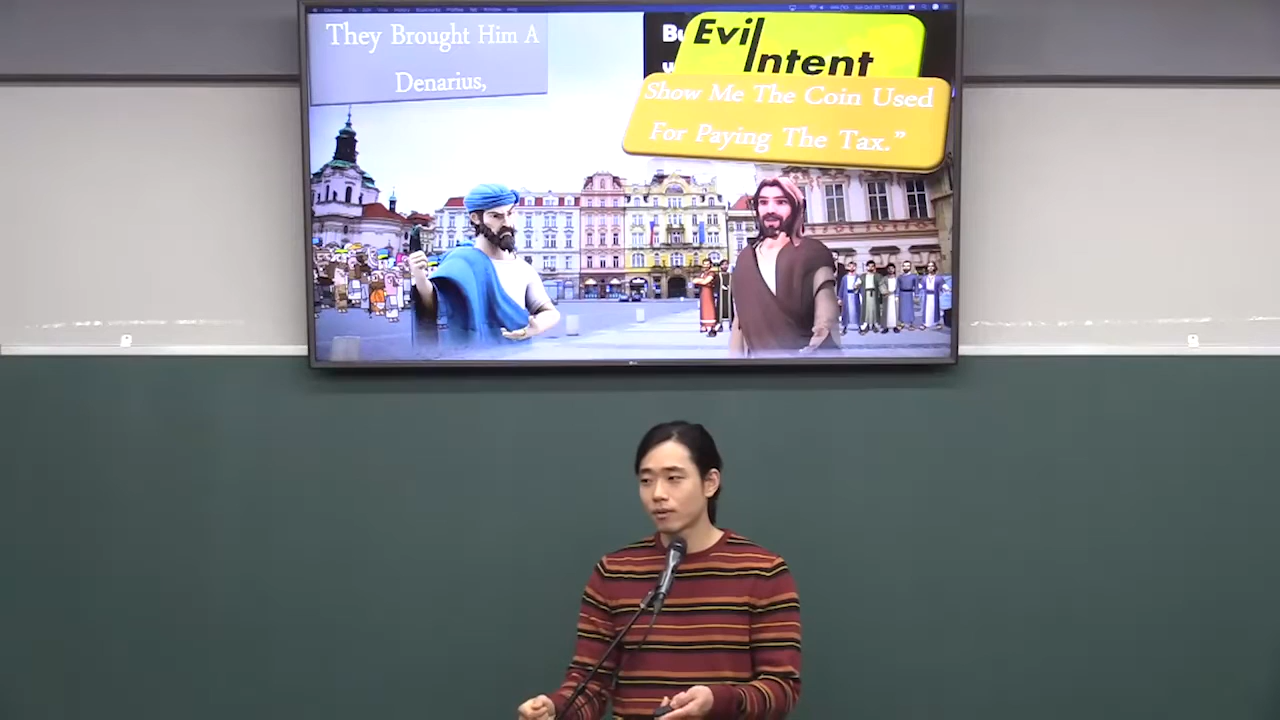 They Brought Him A
Denarius,
Evil
Intent
Show Me The Coin Used
For Paying The Tax.”